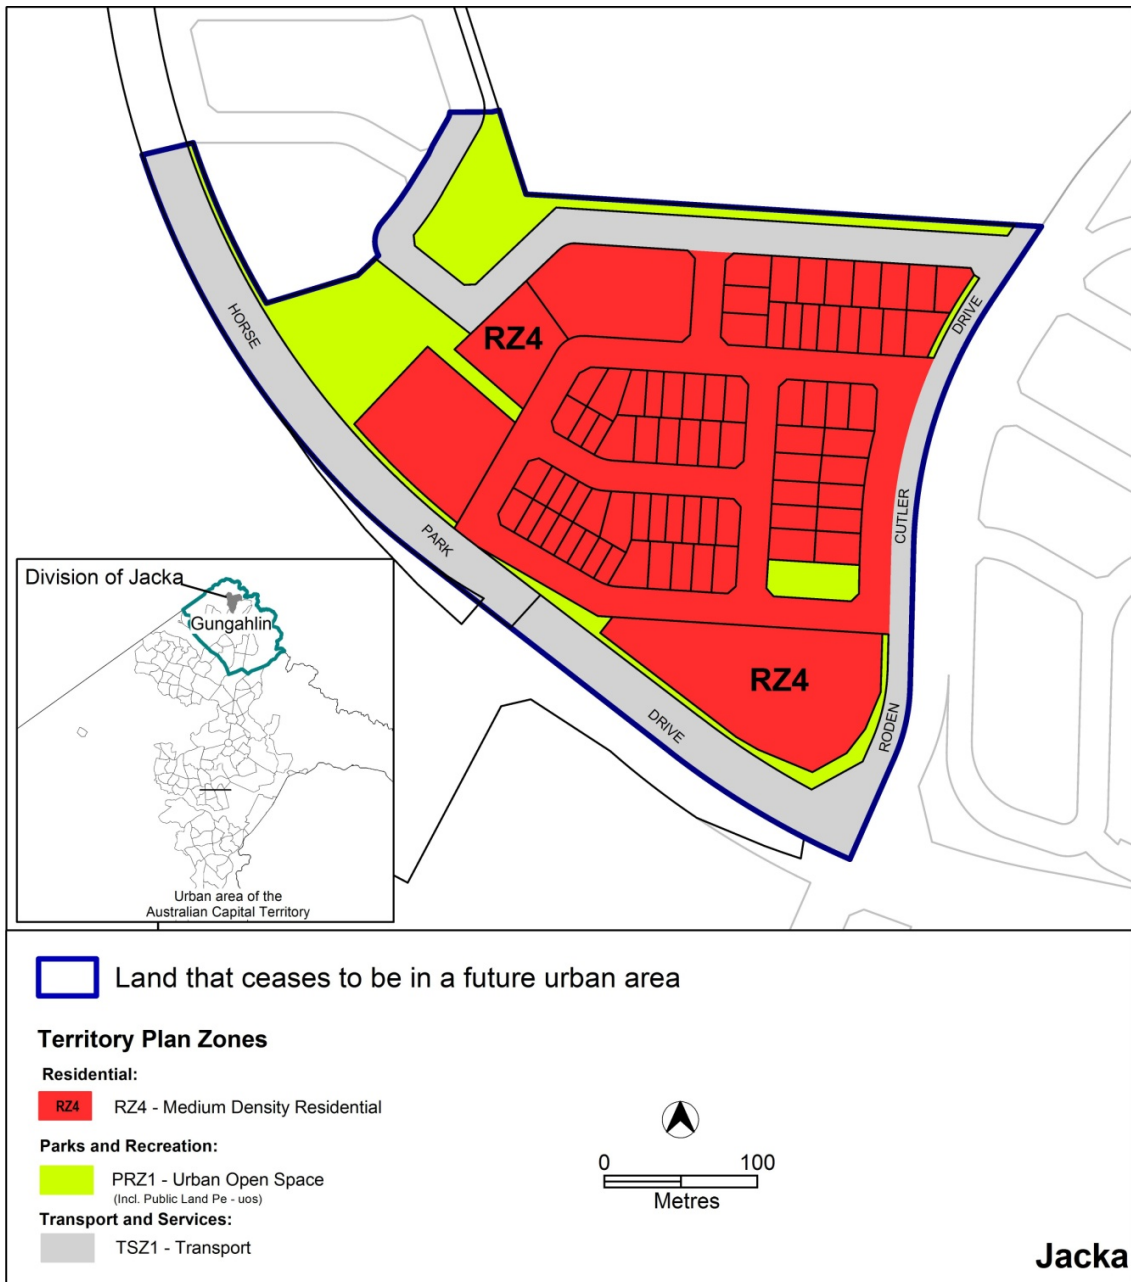 HORSE
PARK
DRIVE
RZ4
DRIVE
CUTLER
RODEN
RZ4
Division of Jacka
Gungahlin
Urban area of the
Australian Capital Territory
Land that ceases to be in a future urban area
Territory Plan Zones
Residential:
RZ4 RZ4 - Medium Density Residential
Parks and Recreation:
PRZ1 - Urban Open Space
(Incl. Public Land Pe - uos)
Transport and Services:
TSZ1 - Transport
0 100
Metres
Jacka